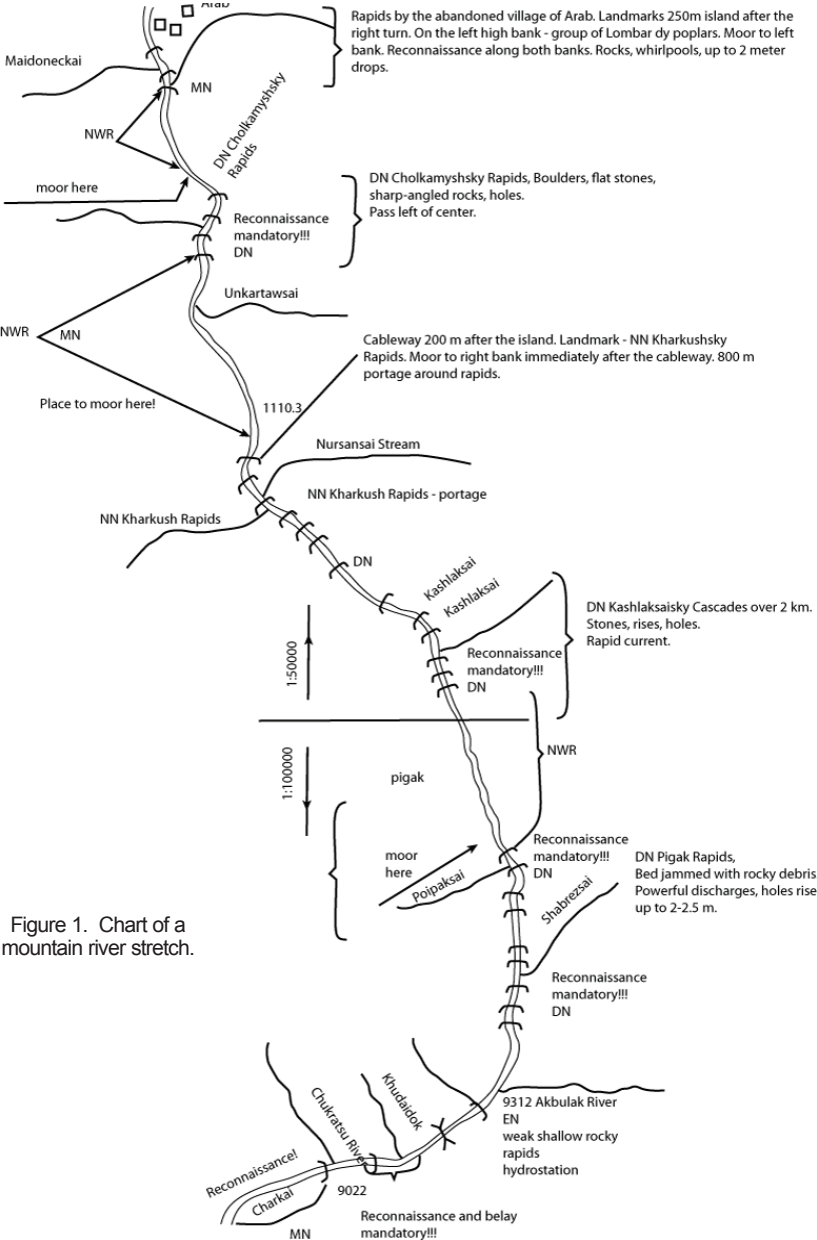 Arab
Rapids by the abandoned village of Arab. Landmarks 250m island after the
right turn. On the left high bank - group of Lombar dy poplars. Moor to left
bank. Reconnaissance along both banks. Rocks, whirlpools, up to 2 meter
drops.
Maidoneckai
MN
NWR
DN Cholkamyshsky
Rapids
moor here
DN Cholkamyshsky Rapids, Boulders, flat stones,
sharp-angled rocks, holes.
Pass left of center.
Reconnaissance
mandatory!!!
DN
Unkartawsai
NWR
MN
Cableway 200 m after the island. Landmark - NN Kharkushsky
Rapids. Moor to right bank immediately after the cableway. 800 m
portage around rapids.
Place to moor here!
1110.3
Nursansai Stream
NN Kharkush Rapids - portage
NN Kharkush Rapids
DN
Kashlaksai
Kashlaksai
DN Kashlaksaisky Cascades over 2 km.
Stones, rises, holes.
Rapid current.
Reconnaissance
mandatory!!!
DN
1:50000
1:100000
NWR
pigak
moor
here
Poipaksai
Reconnaissance
mandatory!!!
DN
DN Pigak Rapids,
Bed jammed with rocky debris
Powerful discharges, holes rise
up to 2-2.5 m.
Shabrezsai
Figure 1. Chart of a
mountain river stretch.
Reconnaissance
mandatory!!!
DN
9312 Akbulak River
EN
weak shallow rocky
rapids
hydrostation
Khudaidok
Chukratsu River
Reconnaissance!
Charkai
9022
MN
Reconnaissance and belay
mandatory!!!